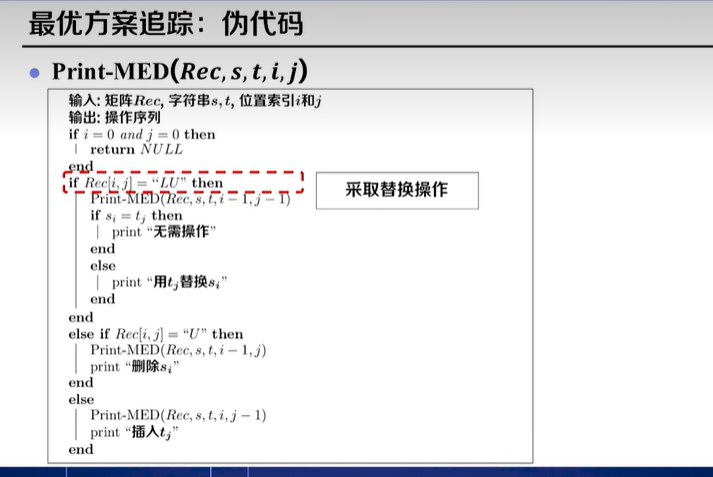 最优方案追踪：伪代码
Print-MED(Rec, s, t, i, j)
输入: 矩阵Rec, 字符串s, t, 位置索引i和j
输出: 操作序列
if i = 0 and j = 0 then
return NULL
end
if Rec[i, j] = “LU” then
采取替换操作
Print-MED(Rec, s, t, i − 1, j − 1)
if sᵢ = tⱼ then
print “无需操作”
end
else
print “用tⱼ替换sᵢ”
end
end
else if Rec[i, j] = “U” then
Print-MED(Rec, s, t, i − 1, j)
print “删除sᵢ”
end
else
Print-MED(Rec, s, t, i, j − 1)
print “插入tⱼ”
end